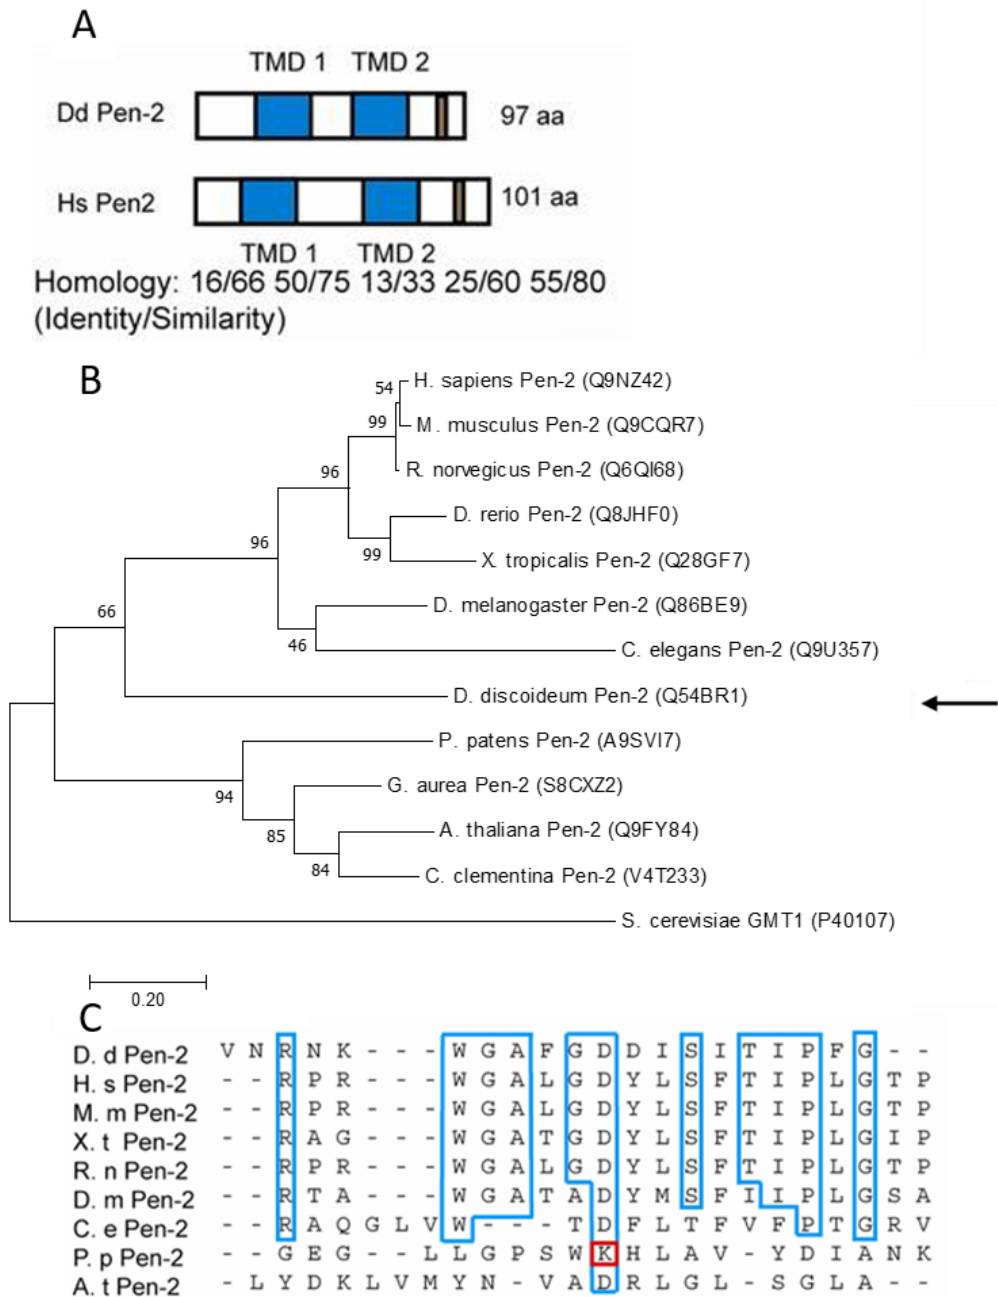 A
TMD 1 TMD 2
Dd Pen-2 97 aa
Hs Pen2 101 aa
TMD 1 TMD 2
Homology: 16/66 50/75 13/33 25/60 55/80
(Identity/Similarity)
B
H. sapiens Pen-2 (Q9NZ42)
54
M. musculus Pen-2 (Q9CQR7)
99
R. norvegicus Pen-2 (Q6QI68)
96
D. rerio Pen-2 (Q8JHF0)
99
X. tropicalis Pen-2 (Q28GF7)
96
D. melanogaster Pen-2 (Q86BE9)
66
46
C. elegans Pen-2 (Q9U357)
D. discoideum Pen-2 (Q54BR1)
P. patens Pen-2 (A9SVI7)
94
G. aurea Pen-2 (S8CXZ2)
85
A. thaliana Pen-2 (Q9FY84)
84
C. clementina Pen-2 (V4T233)
S. cerevisiae GMT1 (P40107)
0.20
C
D. d Pen-2 V N R N K - - - W G A F G D D I S I T I P F G - -
H. s Pen-2 - - R P R - - - W G A L G D Y L S F T I P L G T P
M. m Pen-2 - - R P R - - - W G A L G D Y L S F T I P L G T P
X. t Pen-2 - - R A G - - - W G A T G D Y L S F T I P L G I P
R. n Pen-2 - - R P R - - - W G A L G D Y L S F T I P L G T P
D. m Pen-2 - - R T A - - - W G A T A D Y M S F I I P L G S A
C. e Pen-2 - - R A Q G L V W - - - T D F L T F V F P T G R V
P. p Pen-2 - - G E G - - L L G P S W K H L A V - Y D I A N K
A. t Pen-2 - L Y D K L V M Y N - V A D R L G L - S G L A - -